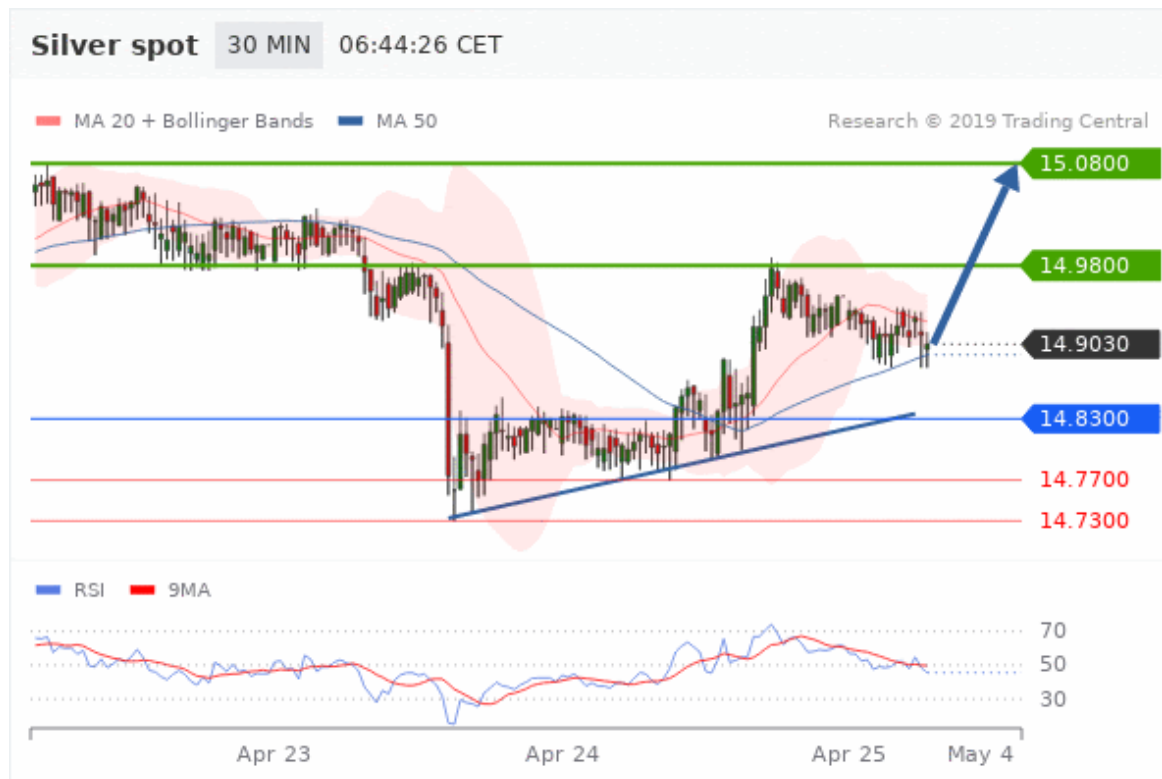 Silver spot 30 MIN 06:44:26 CET
MA 20 + Bollinger Bands MA 50 Research © 2019 Trading Central
15.0800
14.9800
14.9030
14.8300
14.7700
14.7300
RSI 9MA
70
50
30
Apr 23 Apr 24 Apr 25 May 4